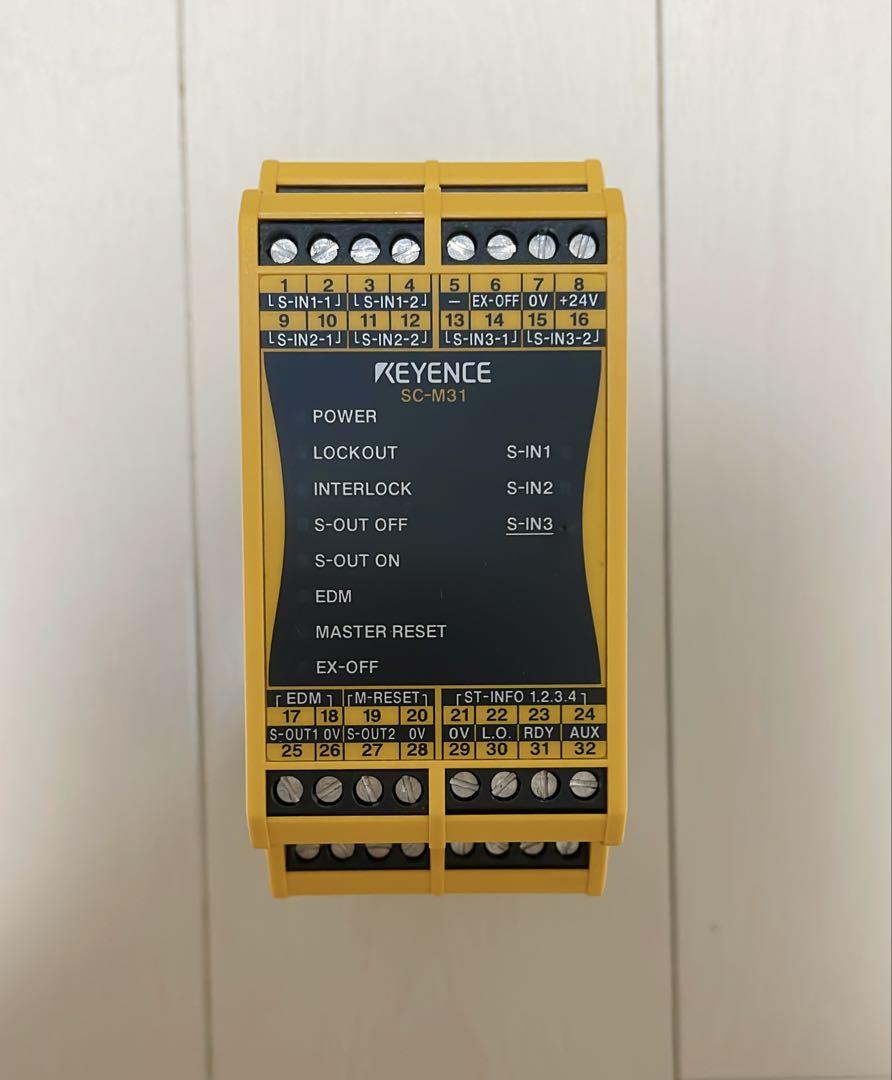 1 2 3 4 5 6 7 8
S-IN1-1 S-IN1-2 — EX-OFF 0V +24V
9 10 11 12 13 14 15 16
S-IN2-1 S-IN2-2 S-IN3-1 S-IN3-2
KEYENCE
SC-M31
POWER
LOCKOUT S-IN1
INTERLOCK S-IN2
S-OUT OFF S-IN3
S-OUT ON
EDM
MASTER RESET
EX-OFF
EDM M-RESET ST-INFO 1.2.3.4
17 18 19 20 21 22 23 24
S-OUT1 0V S-OUT2 0V 0V L.O. RDY AUX
25 26 27 28 29 30 31 32